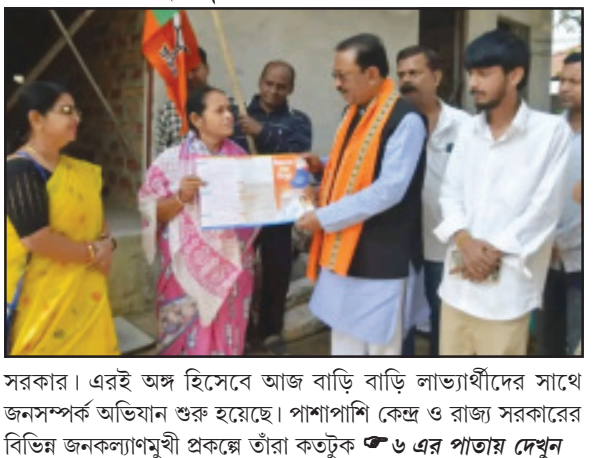 সরকার। এরই অঙ্গ হিসেবে আজ বাড়ি বাড়ি লাভ্যার্থীদের সাথে
জনসম্পর্ক অভিযান শুরু হয়েছে। পাশাপাশি কেন্দ্র ও রাজ্য সরকারের
বিভিন্ন জনকল্যাণমুখী প্রকল্পে তাঁরা কতটুক ☛ ৬ এর পাতায় দেখুন